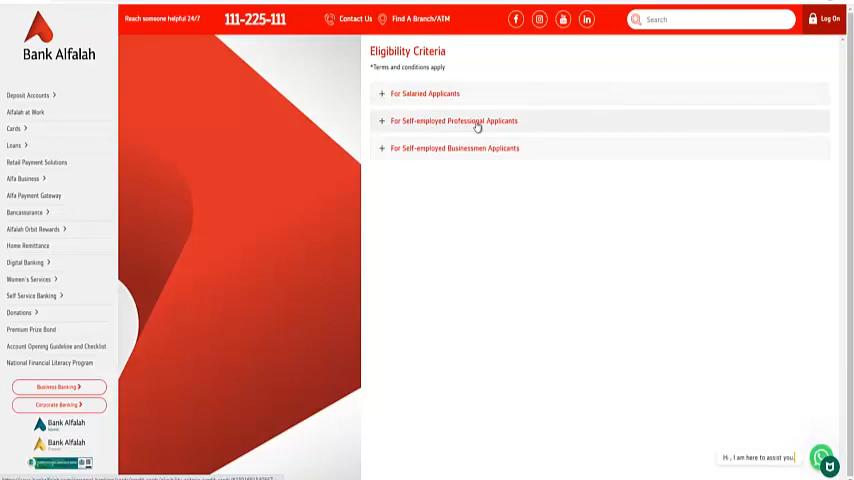 Reach someone helpful 24/7
111-225-111
Contact Us
Find A Branch/ATM
Search
Log On
Bank Alfalah
Deposit Accounts
Alfalah at Work
Cards
Loans
Retail Payment Solutions
Alfa Business
Alfa Payment Gateway
Bancassurance
Alfalah Orbit Rewards
Home Remittance
Digital Banking
Women's Services
Self Service Banking
Donations
Premium Prize Bond
Account Opening Guideline and Checklist
National Financial Literacy Program
Business Banking
Corporate Banking
Bank Alfalah
Bank Alfalah
Eligibility Criteria
*Terms and conditions apply
+ For Salaried Applicants
+ For Self-employed Professional Applicants
+ For Self-employed Businessmen Applicants
Hi , I am here to assist you.